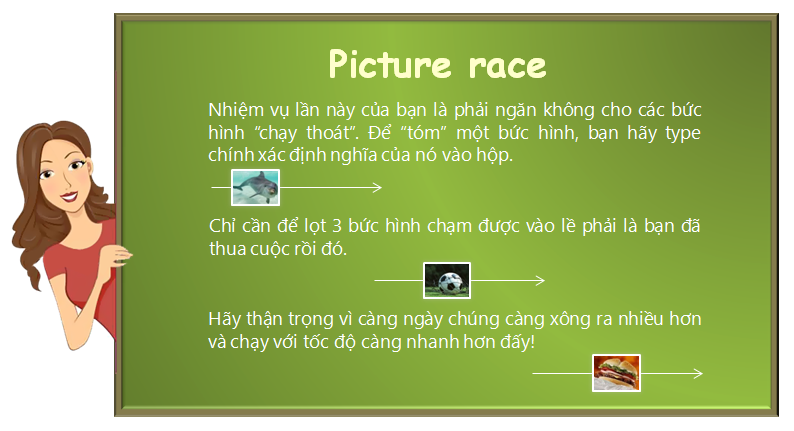 Picture race
Nhiệm vụ lần này của bạn là phải ngăn không cho các bức
hình “chạy thoát”. Để “tóm” một bức hình, bạn hãy type
chính xác định nghĩa của nó vào hộp.
Chỉ cần để lọt 3 bức hình chạm được vào lề phải là bạn đã
thua cuộc rồi đó.
Hãy thận trọng vì càng ngày chúng càng xông ra nhiều hơn
và chạy với tốc độ càng nhanh hơn đấy!